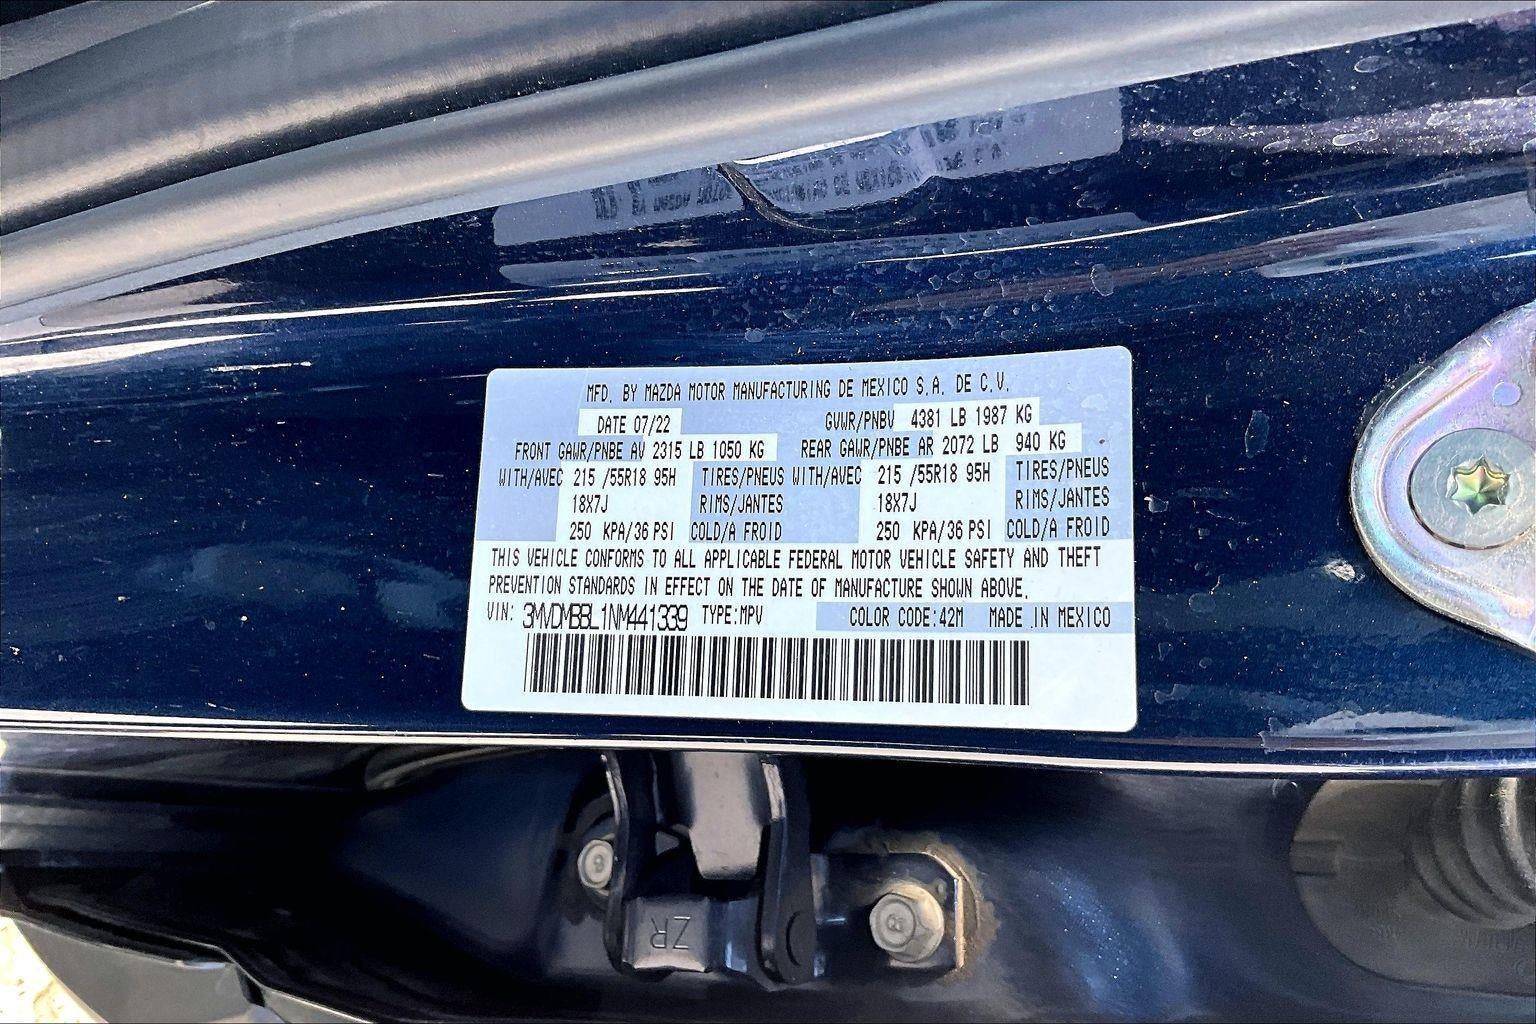 MFD. BY MAZDA MOTOR MANUFACTURING DE MEXICO S.A. DE C.V.
DATE 07/22 GVWR/PNBV 4381 LB 1987 KG
FRONT GAWR/PNBE AV 2315 LB 1050 KG REAR GAWR/PNBE AR 2072 LB 940 KG
WITH/AVEC 215 /55R18 95H TIRES/PNEUS WITH/AVEC 215 /55R18 95H TIRES/PNEUS
18X7J RIMS/JANTES 18X7J RIMS/JANTES
250 KPA/36 PSI COLD/A FROID 250 KPA/36 PSI COLD/A FROID
THIS VEHICLE CONFORMS TO ALL APPLICABLE FEDERAL MOTOR VEHICLE SAFETY AND THEFT
PREVENTION STANDARDS IN EFFECT ON THE DATE OF MANUFACTURE SHOWN ABOVE.
VIN: 3MVDMBBL1NM441339 TYPE:MPV COLOR CODE:42M MADE IN MEXICO
ZR
8